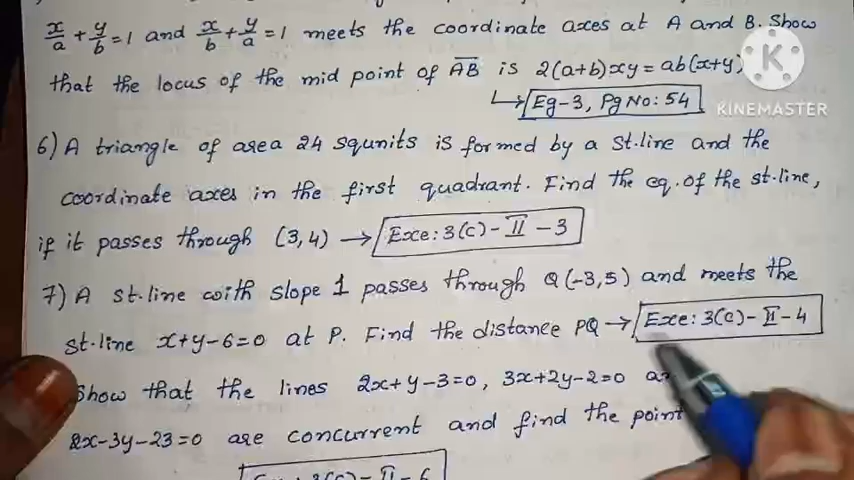 x/a + y/b = 1 and x/b + y/a = 1 meets the coordinate axes at A and B. Show
that the locus of the mid point of A̅B̅ is 2(a+b)xy = ab(x+y)
↳ Eg-3, Pg No: 54
K
KINEMASTER
6) A triangle of area 24 squnits is formed by a st.line and the
coordinate axes in the first quadrant. Find the eq. of the st.line,
if it passes through (3,4) → Exe: 3(c) - II - 3
7) A st.line with slope 1 passes through Q(-3,5) and meets the
st.line x+y-6=0 at P. Find the distance PQ → Exe: 3(c) - II - 4
Show that the lines 2x+y-3=0, 3x+2y-2=0
2x-3y-23=0 are concurrent and find the point
3(c) - II - 6